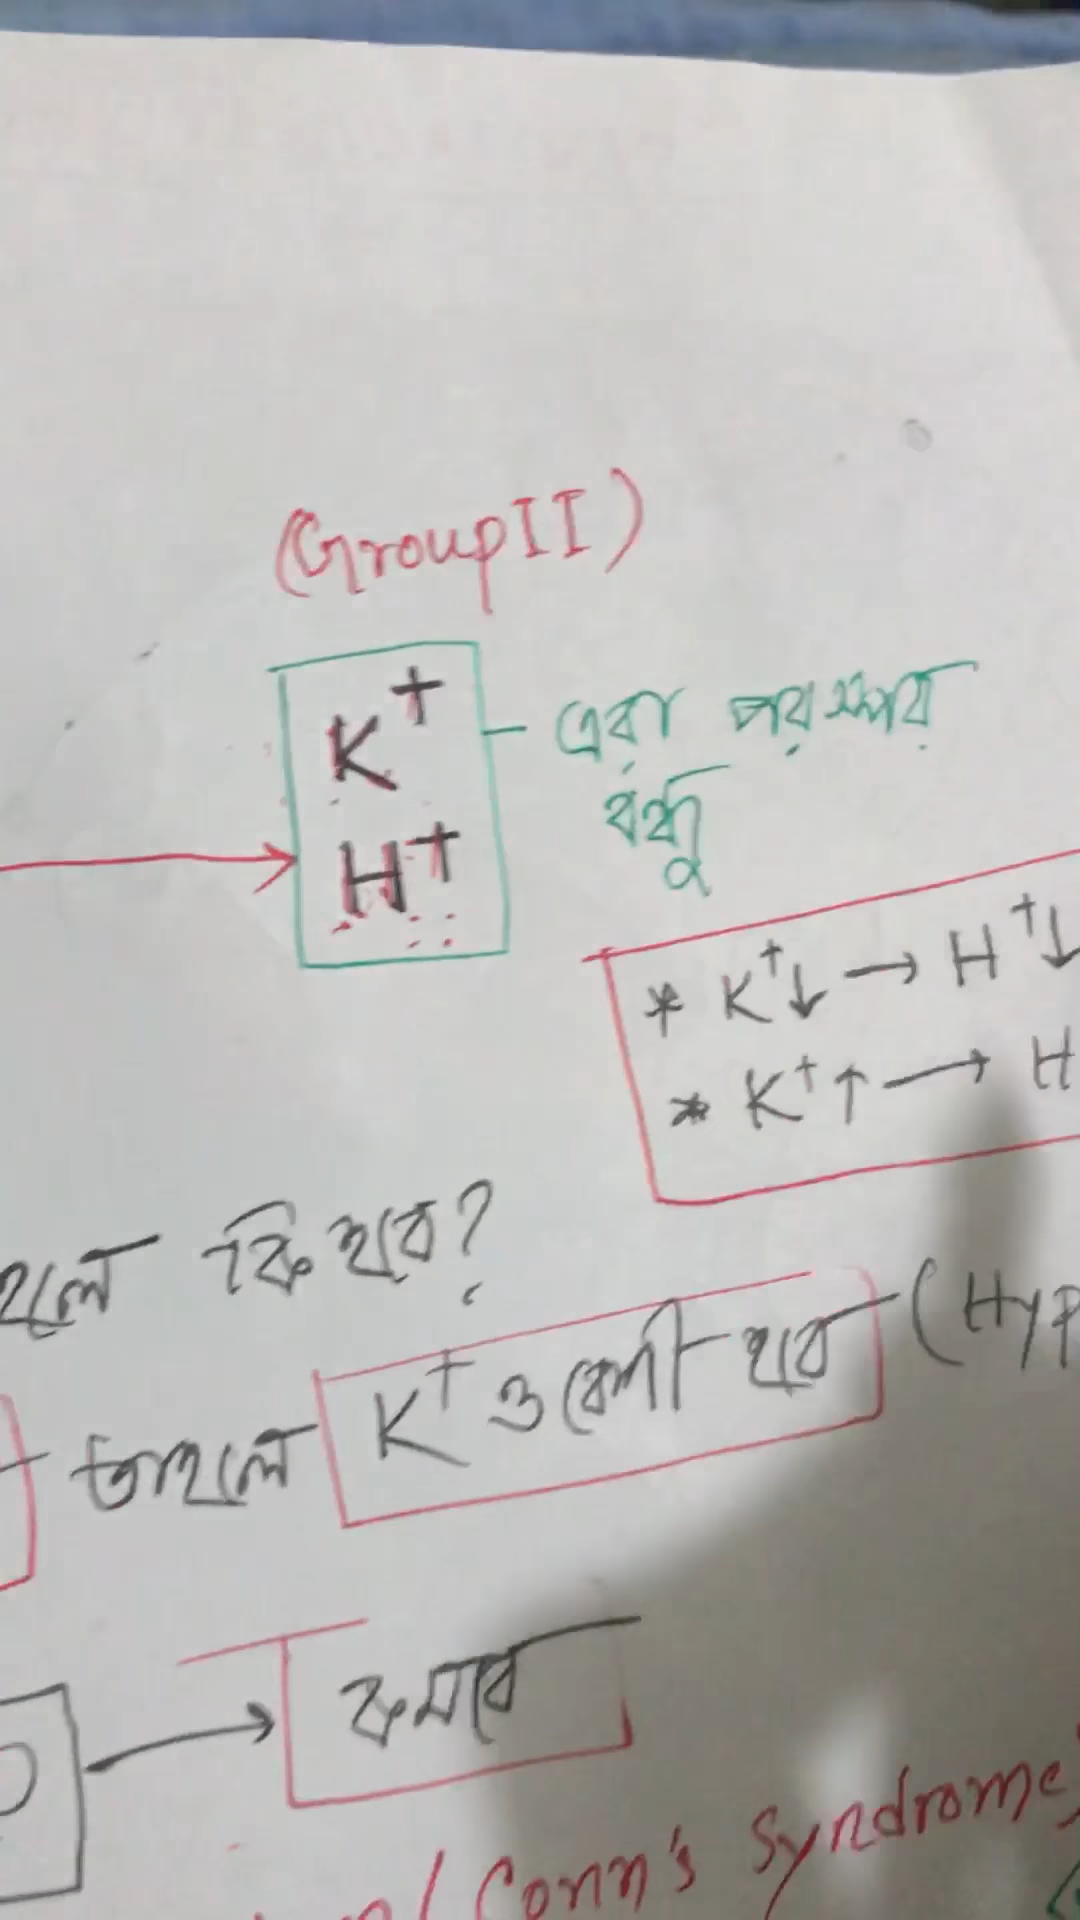 (Group II)
K⁺
H⁺
এরা পরস্পর
বন্ধু
* K⁺↓ → H⁺↓
* K⁺↑ → H
হলে কি হবে?
তাহলে K⁺ ও বেশী হবে (Hyp
কমবে
Conn's Syndrome)